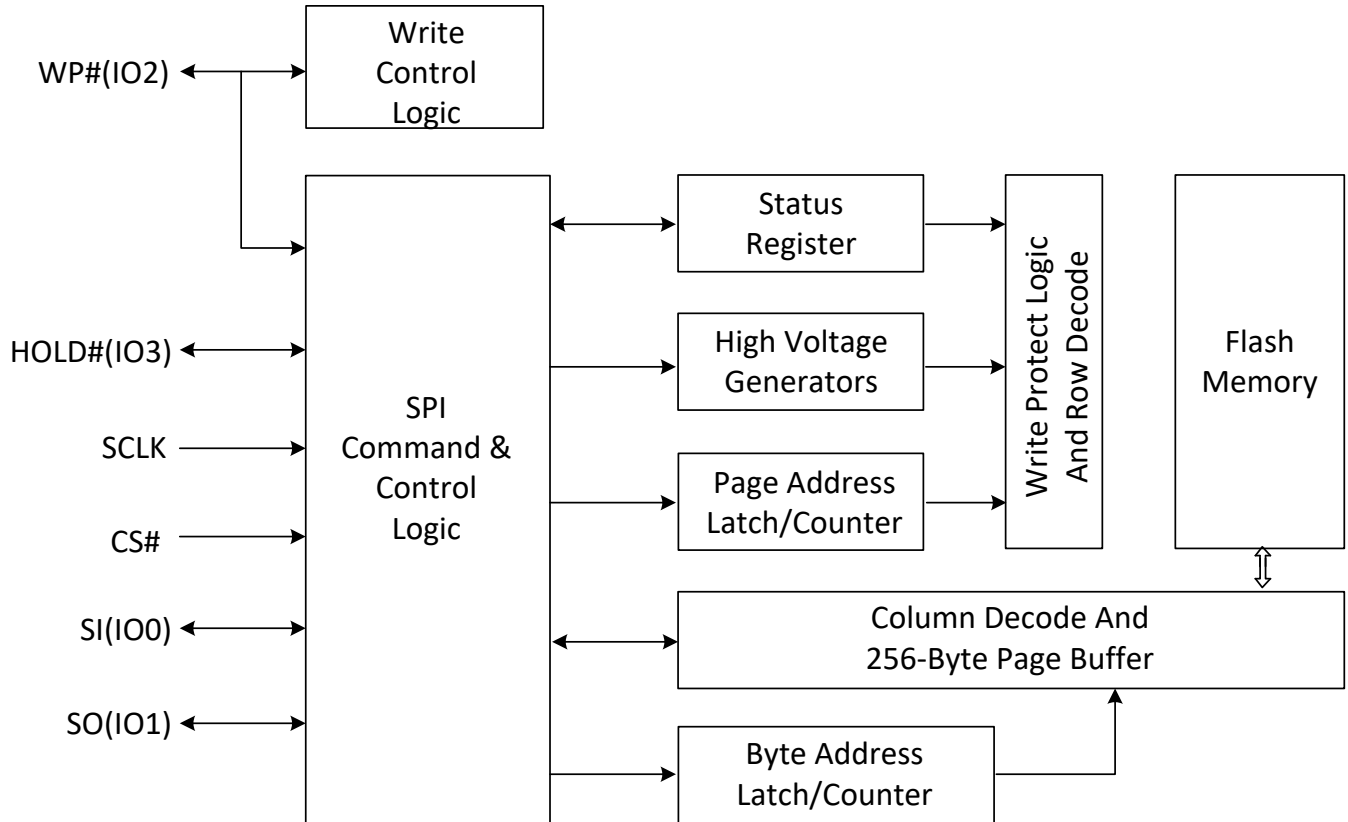 Write
Control
Logic
WP#(IO2)
HOLD#(IO3)
SCLK
CS#
SI(IO0)
SO(IO1)
SPI
Command &
Control
Logic
Status
Register
High Voltage
Generators
Page Address
Latch/Counter
Write Protect Logic
And Row Decode
Flash
Memory
Column Decode And
256-Byte Page Buffer
Byte Address
Latch/Counter